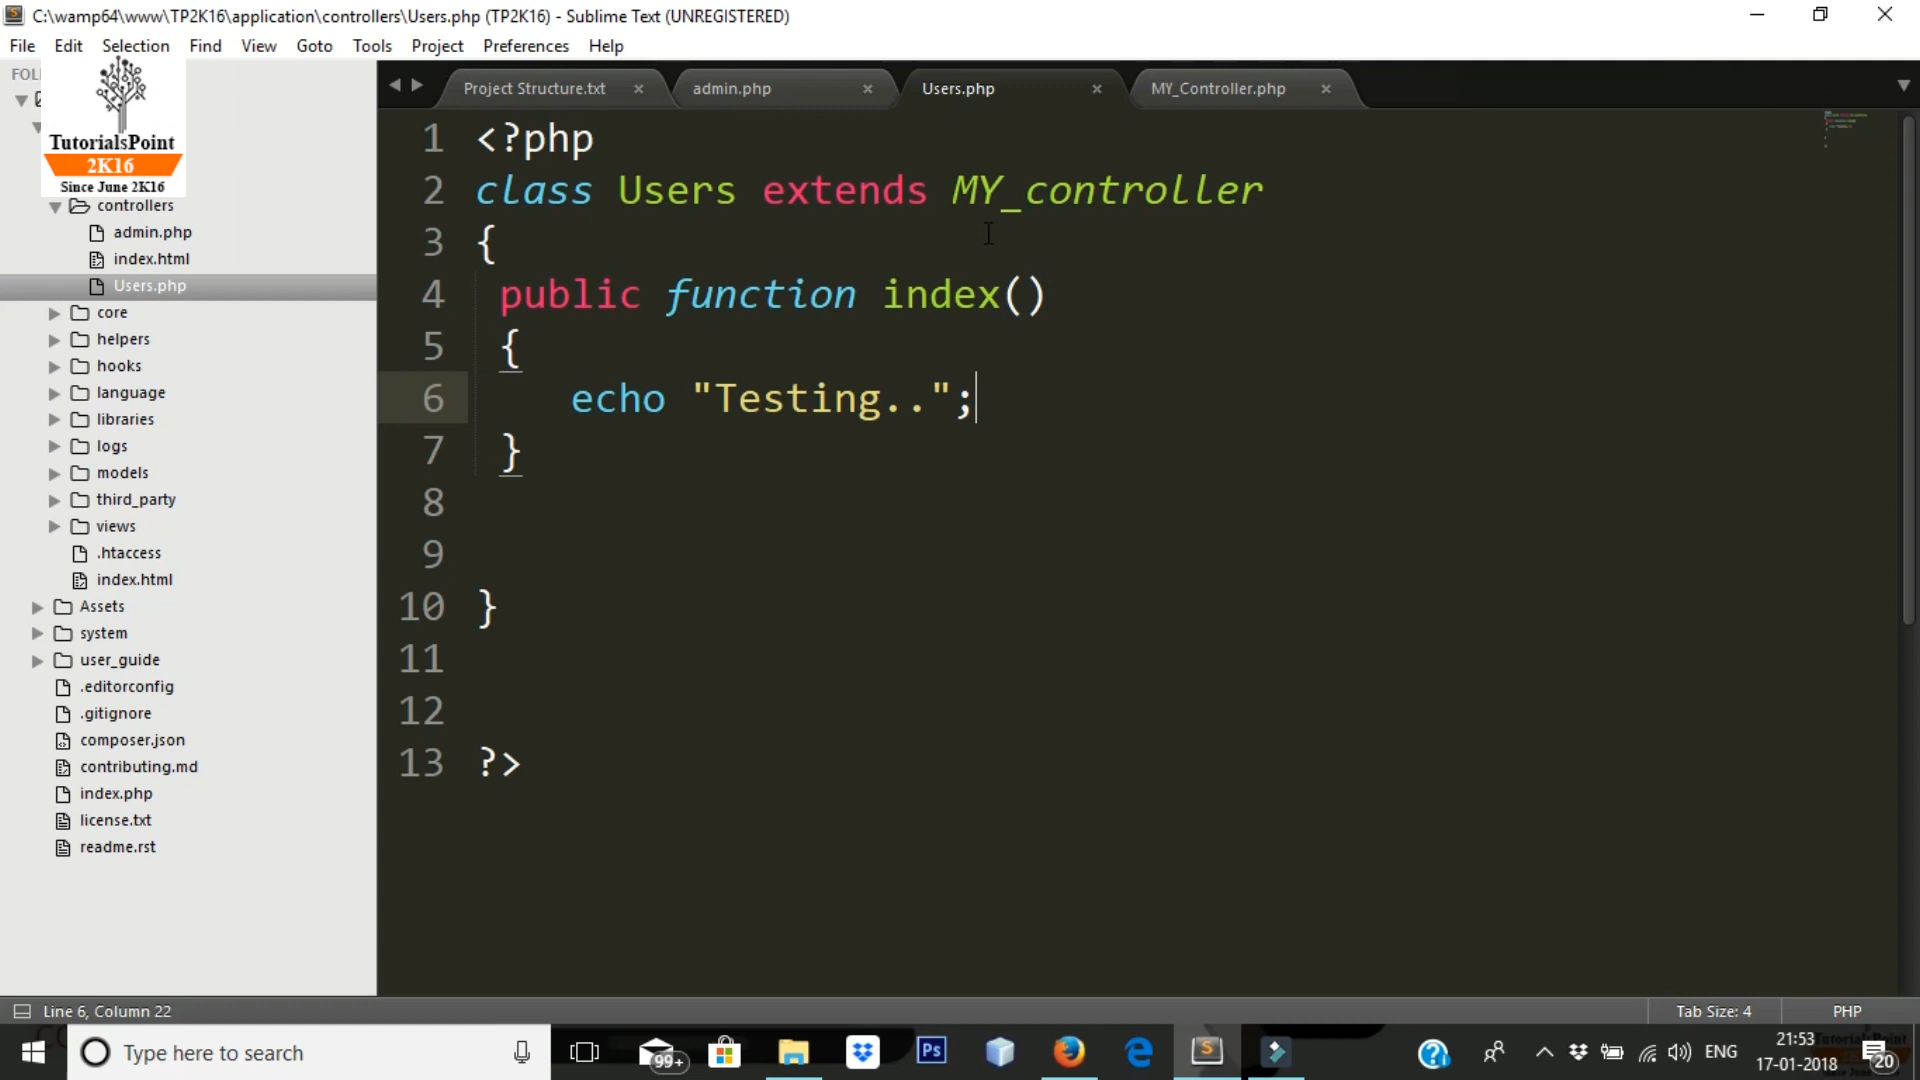 C:\wamp64\www\TP2K16\application\controllers\Users.php (TP2K16) - Sublime Text (UNREGISTERED)
File Edit Selection Find View Goto Tools Project Preferences Help
TutorialsPoint
2K16
Since June 2K16
controllers
admin.php
index.html
Users.php
core
helpers
hooks
language
libraries
logs
models
third_party
views
.htaccess
index.html
Assets
system
user_guide
.editorconfig
.gitignore
composer.json
contributing.md
index.php
license.txt
readme.rst
Project Structure.txt admin.php Users.php MY_Controller.php
1 <?php
2 class Users extends MY_controller
3 {
4 public function index()
5 {
6 echo "Testing..";
7 }
8
9
10 }
11
12
13 ?>
Line 6, Column 22
Tab Size: 4 PHP
Type here to search
99+
Ps
ENG
21:53
17-01-2018
20